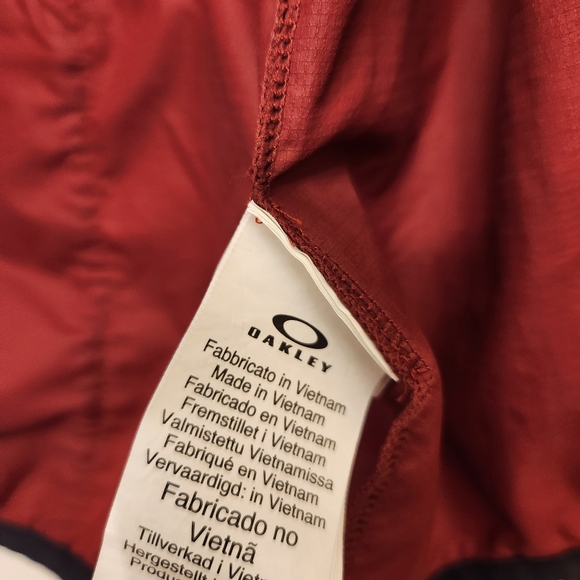 OAKLEY
Fabbricato in Vietnam
Made in Vietnam
Fabricado en Vietnam
Fremstillet i Vietnam
Valmistettu Vietnamissa
Fabriqué en Vietnam
Vervaardigd: in Vietnam
Fabricado no
Vietnã
Tillverkad i Vietnam
Hergestellt